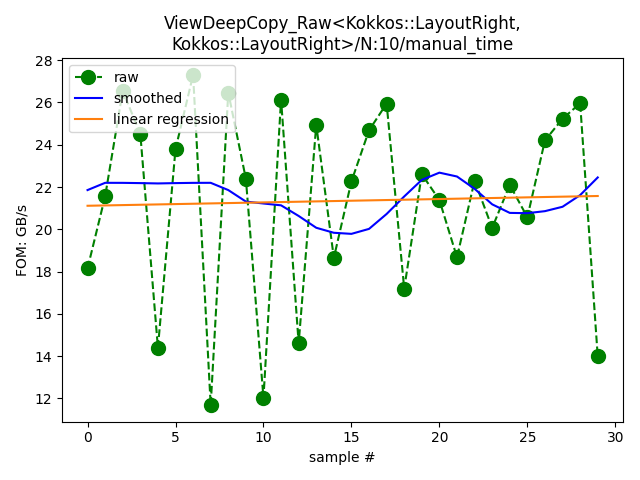 ViewDeepCopy_Raw<Kokkos::LayoutRight,
Kokkos::LayoutRight>/N:10/manual_time
raw
smoothed
linear regression
FOM: GB/s
28
26
24
22
20
18
16
14
12
0
5
10
15
20
25
30
sample #